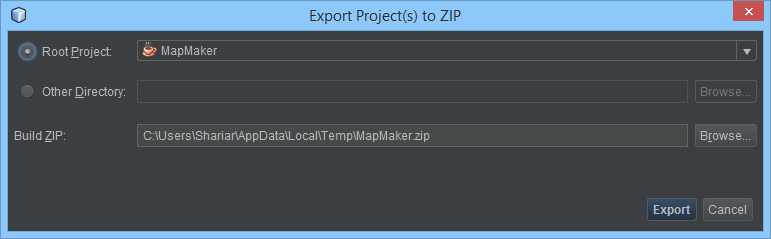 Export Project(s) to ZIP
Root Project: MapMaker
Other Directory: Browse...
Build ZIP: C:\Users\Shariar\AppData\Local\Temp\MapMaker.zip Browse...
Export Cancel